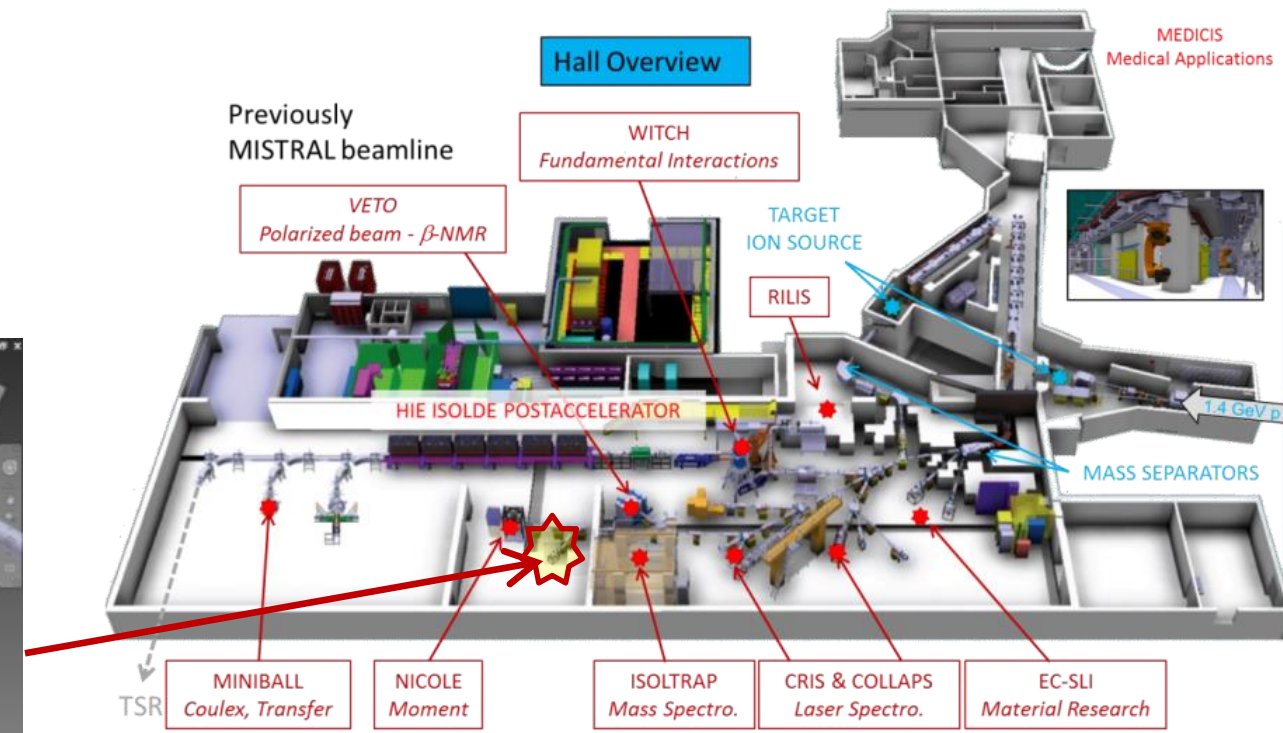 Hall Overview
MEDICIS
Medical Applications
Previously
MISTRAL beamline
WITCH
Fundamental Interactions
VETO
Polarized beam - β-NMR
TARGET
ION SOURCE
RILIS
HIE ISOLDE POSTACCELERATOR
1.4 GeV p
MASS SEPARATORS
TSR
MINIBALL
Coulex, Transfer
NICOLE
Moment
ISOLTRAP
Mass Spectro.
CRIS & COLLAPS
Laser Spectro.
EC-SLI
Material Research